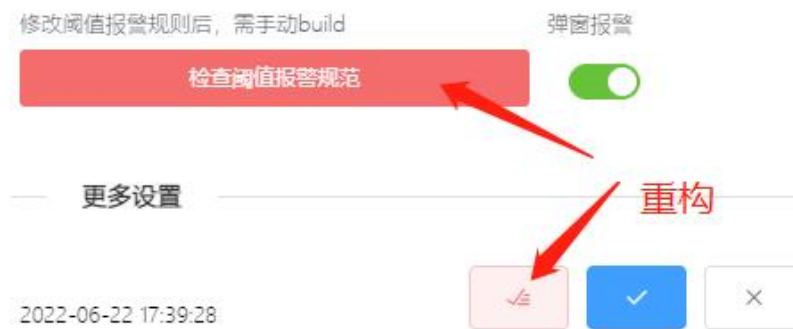 修改阈值报警规则后，需手动build
弹窗报警
检查阈值报警规范
更多设置
重构
2022-06-22 17:39:28